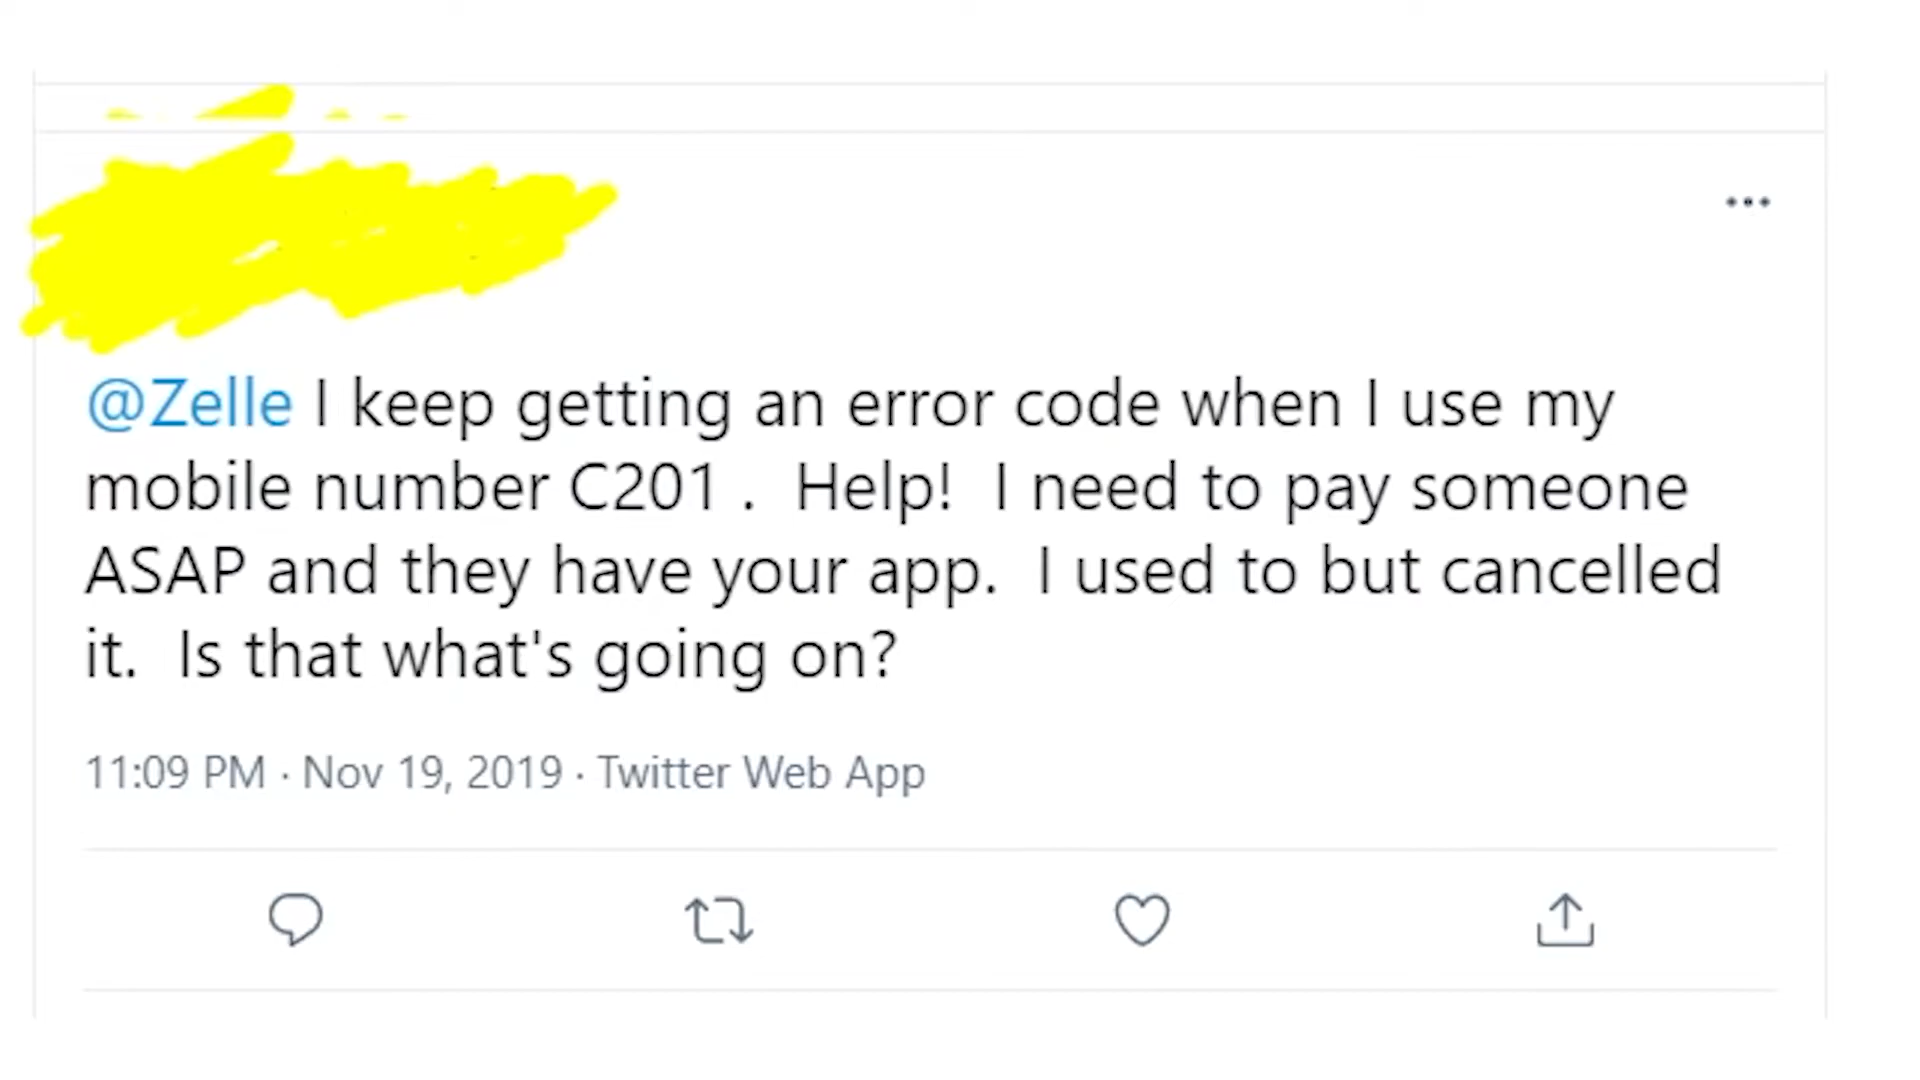 @Zelle I keep getting an error code when I use my
mobile number C201 .  Help!  I need to pay someone
ASAP and they have your app.  I used to but cancelled
it.  Is that what's going on?
11:09 PM · Nov 19, 2019 · Twitter Web App